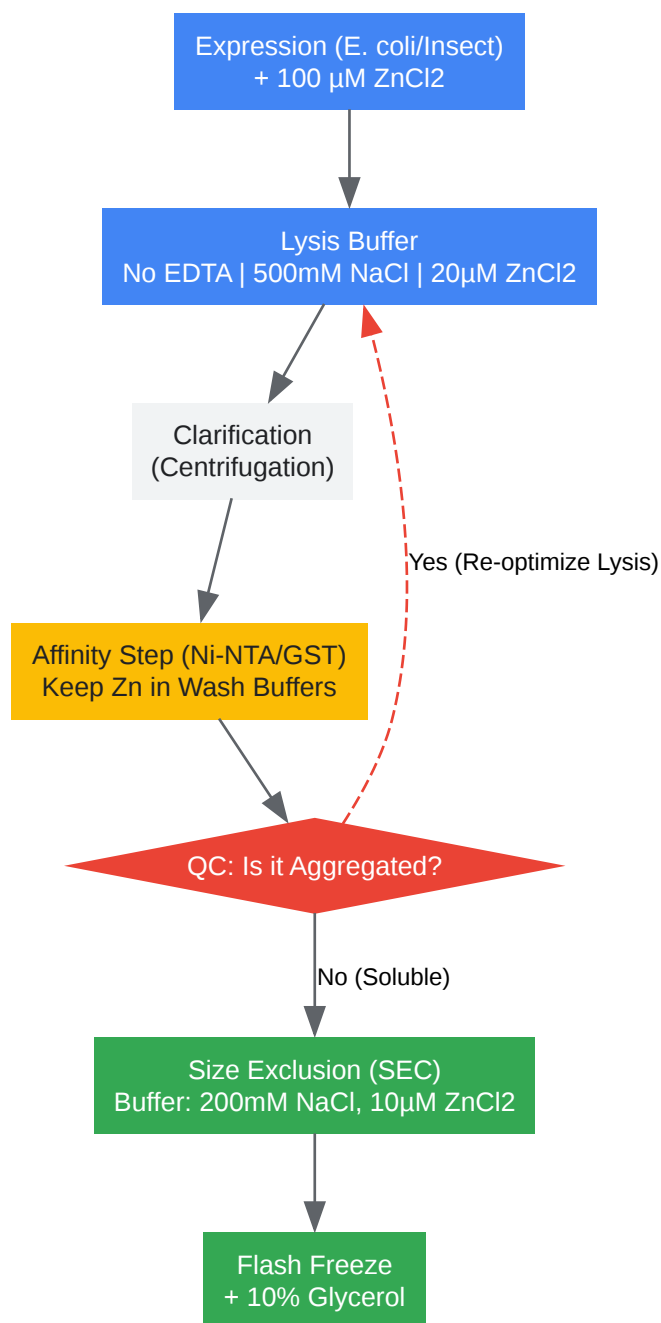 Expression (E. coli/Insect)
+ 100 µM ZnCl2
Lysis Buffer
No EDTA | 500mM NaCl | 20µM ZnCl2
Clarification
(Centrifugation)
Yes (Re-optimize Lysis)
Affinity Step (Ni-NTA/GST)
Keep Zn in Wash Buffers
QC: Is it Aggregated?
No (Soluble)
Size Exclusion (SEC)
Buffer: 200mM NaCl, 10µM ZnCl2
Flash Freeze
+ 10% Glycerol